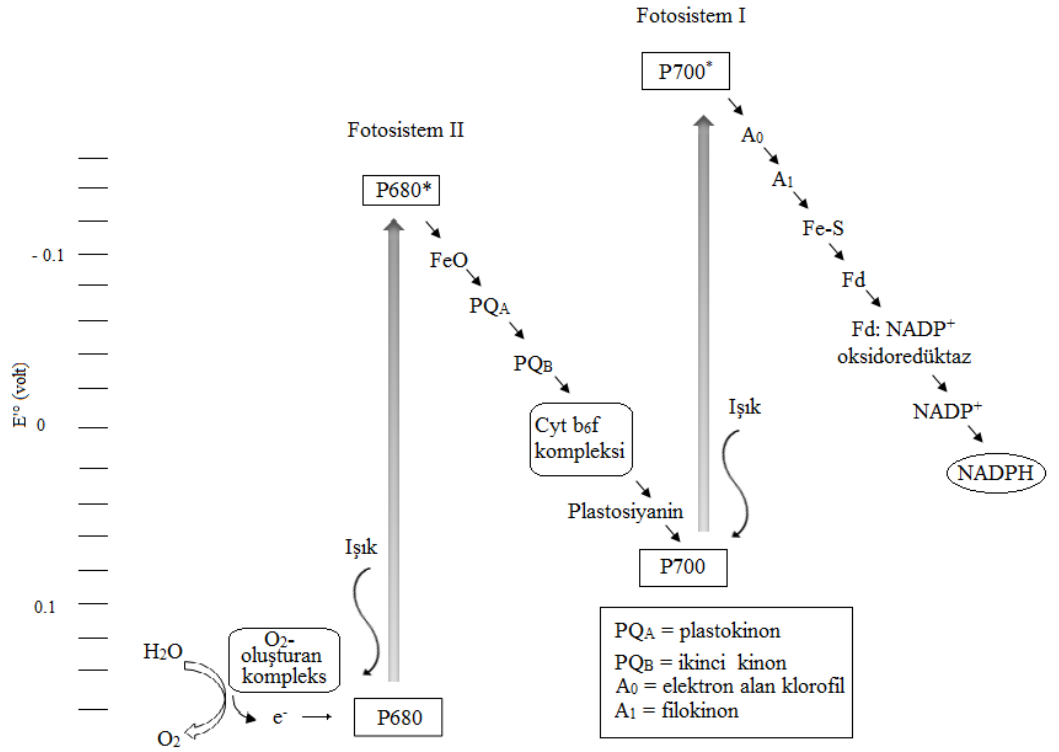 Fotosistem I
P700*
A₀
A₁
Fe-S
Fd
Fd: NADP⁺
oksidoredüktaz
NADP⁺
NADPH
Işık
Fotosistem II
P680*
FeO
PQA
PQB
Cyt b₆f
kompleksi
Plastosiyanin
P700
Işık
E'° (volt)
- 0.1
0
0.1
H₂O
O₂
O₂-
oluşturan
kompleks
e⁻
P680
PQA = plastokinon
PQB = ikinci kinon
A₀ = elektron alan klorofil
A₁ = filokinon